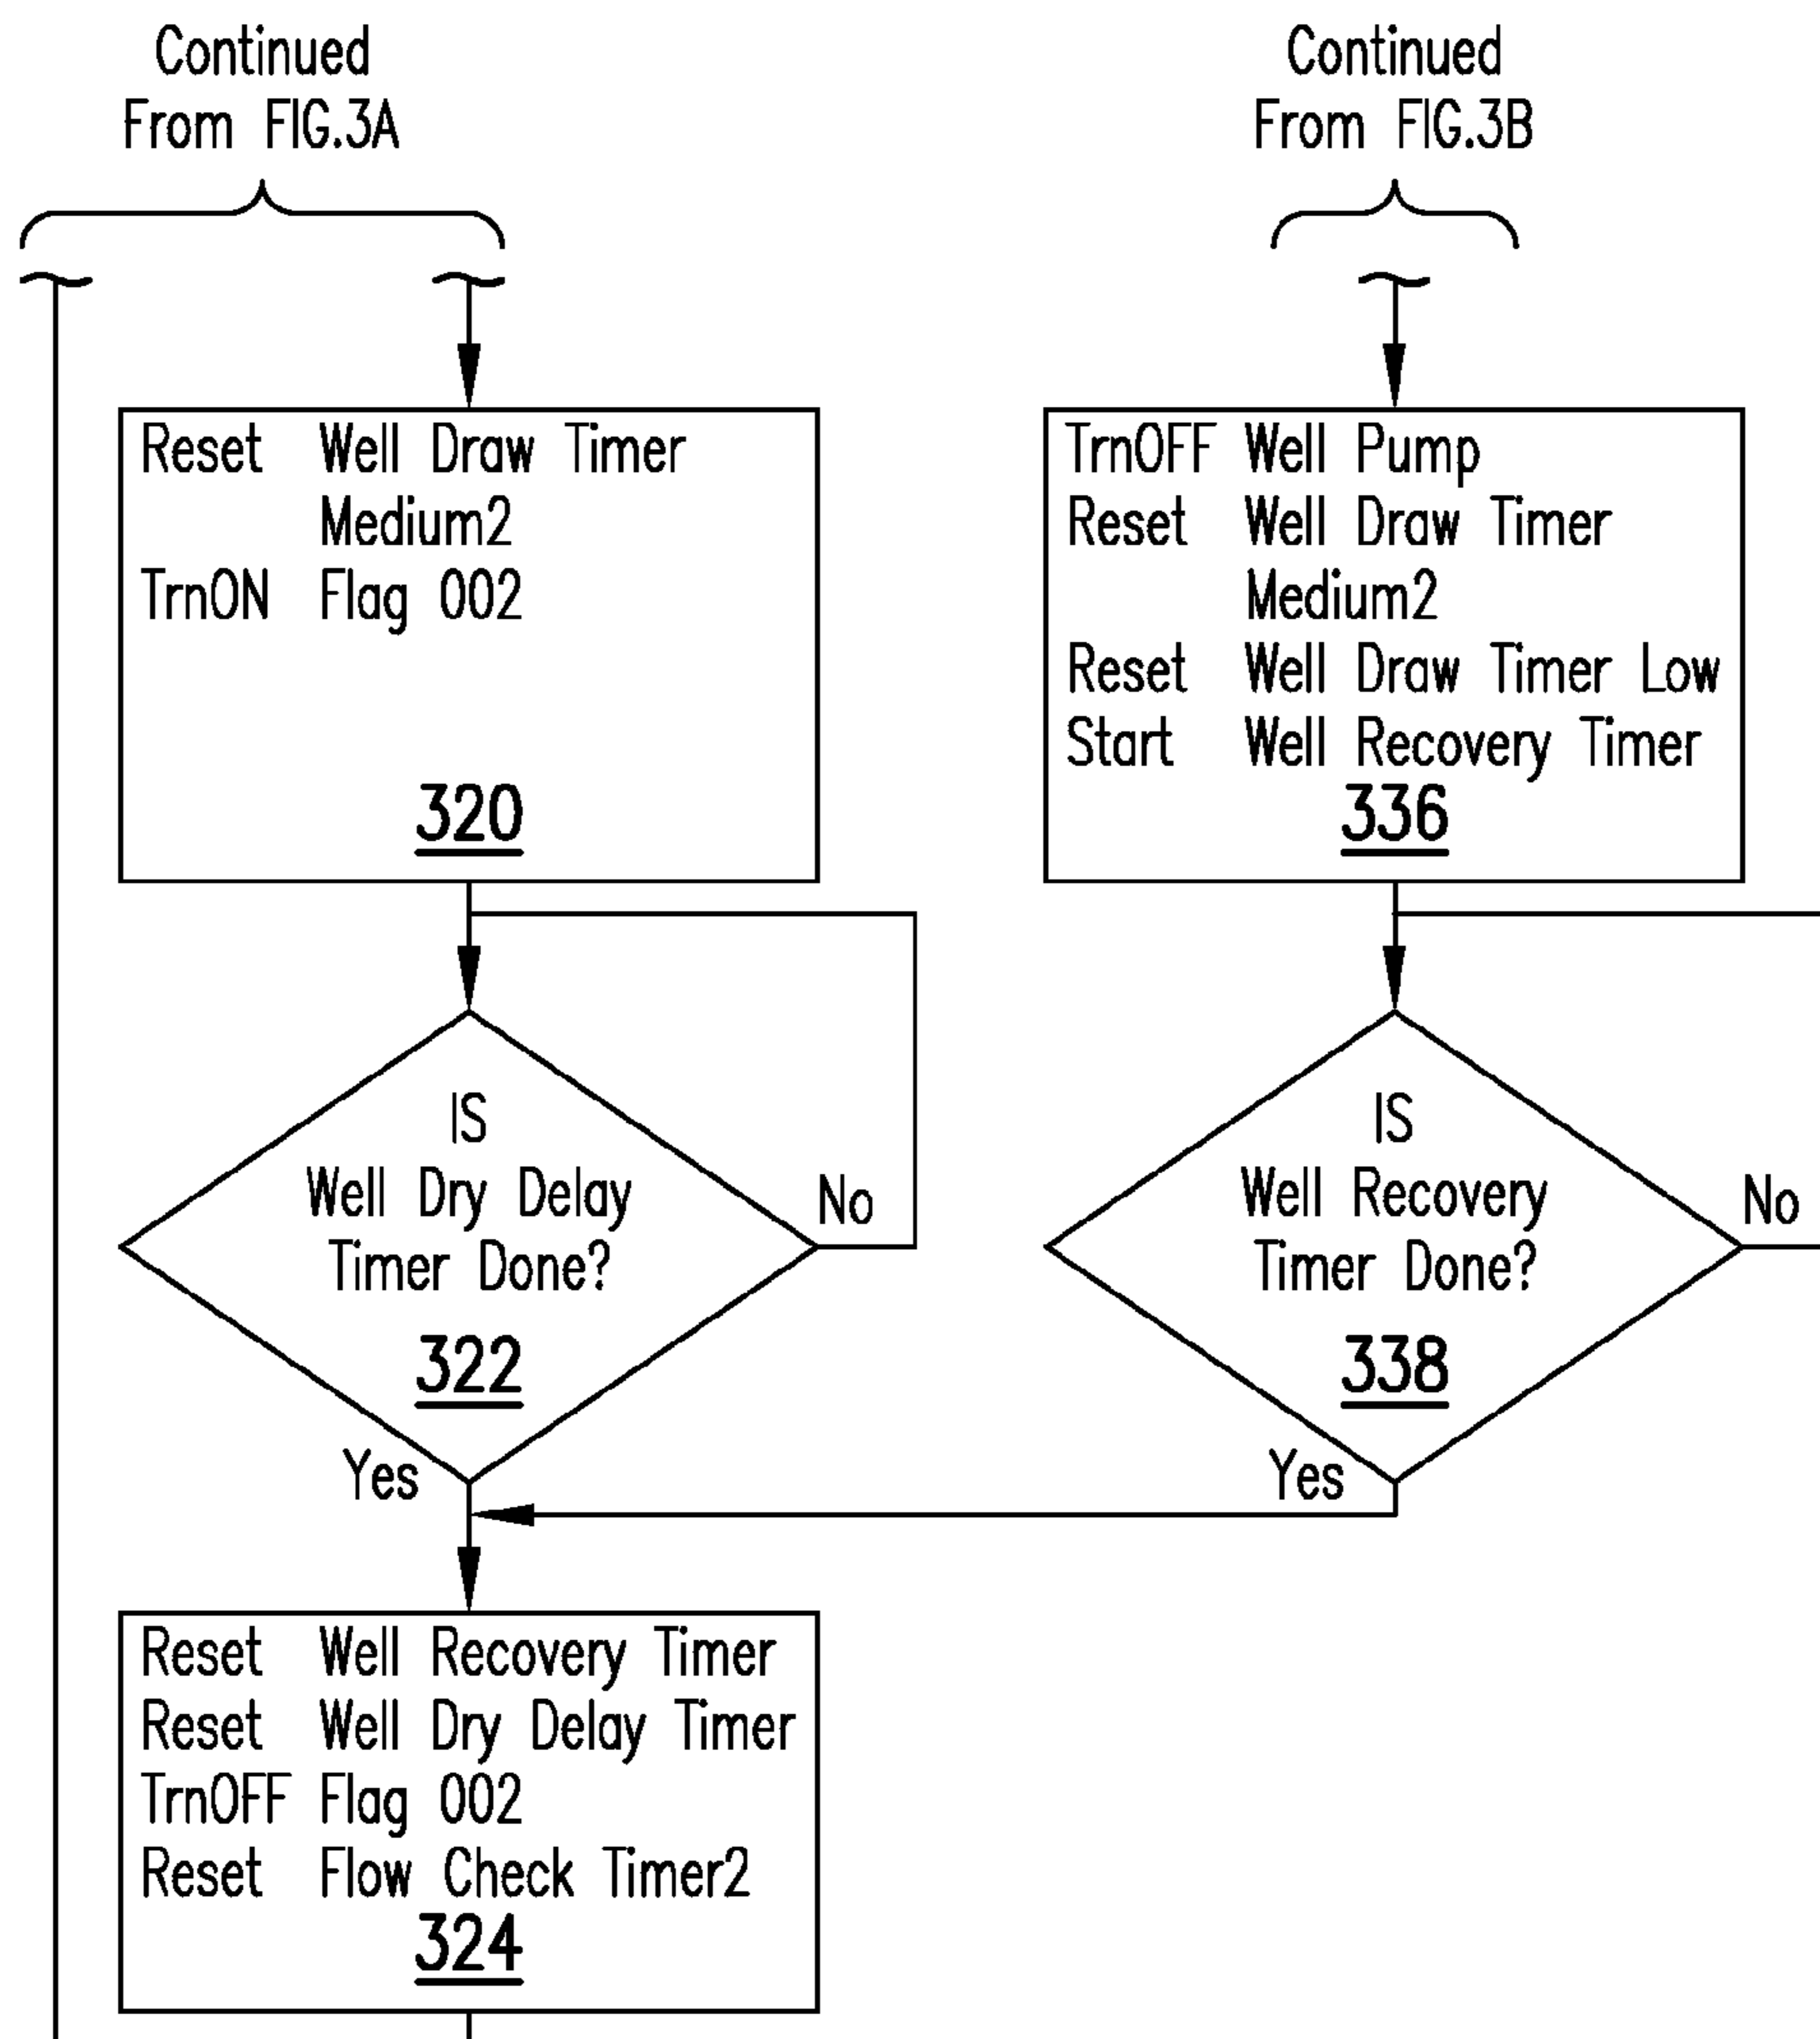 Continued
From FIG.3A
Continued
From FIG.3B
Reset Well Draw Timer
Medium2
TrnON Flag 002
320
TrnOFF Well Pump
Reset Well Draw Timer
Medium2
Reset Well Draw Timer Low
Start Well Recovery Timer
336
IS
Well Dry Delay
Timer Done?
322
No
Yes
IS
Well Recovery
Timer Done?
338
No
Yes
Reset Well Recovery Timer
Reset Well Dry Delay Timer
TrnOFF Flag 002
Reset Flow Check Timer2
324